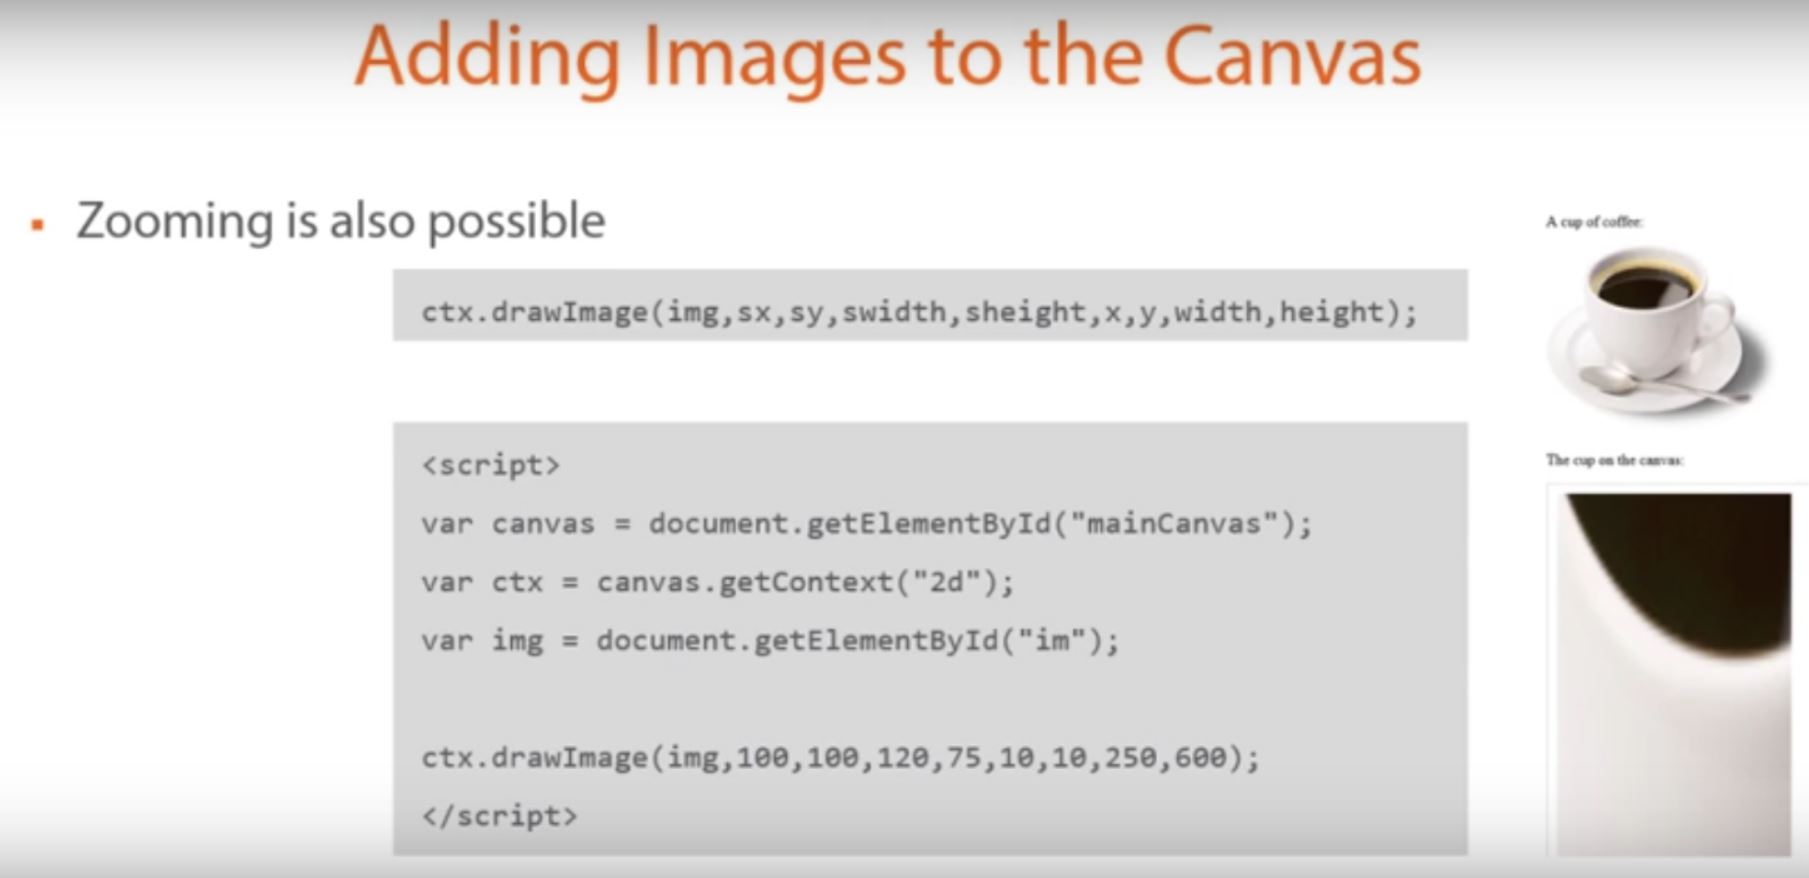 Adding Images to the Canvas
Zooming is also possible
ctx.drawImage(img,sx,sy,swidth,sheight,x,y,width,height);
<script>
var canvas = document.getElementById("mainCanvas");
var ctx = canvas.getContext("2d");
var img = document.getElementById("im");
ctx.drawImage(img,100,100,120,75,10,10,250,600);
</script>
A cup of coffee:
The cup on the canvas: